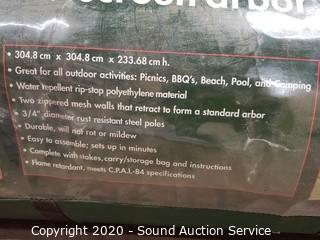 screen arbor
• 304.8 cm x 304.8 cm x 233.68 cm h.
• Great for all outdoor activities: Picnics, BBQ's, Beach, Pool, and Camping
• Water repellent rip-stop polyethylene material
• Two zippered mesh walls that retract to form a standard arbor
• 3/4" diameter rust resistant steel poles
• Durable, will not rot or mildew
• Easy to assemble; sets up in minutes
• Complete with stakes, carry/storage bag and instructions
• Flame retardant, meets C.P.A.I.-84 specifications
Copyright 2020 - Sound Auction Service